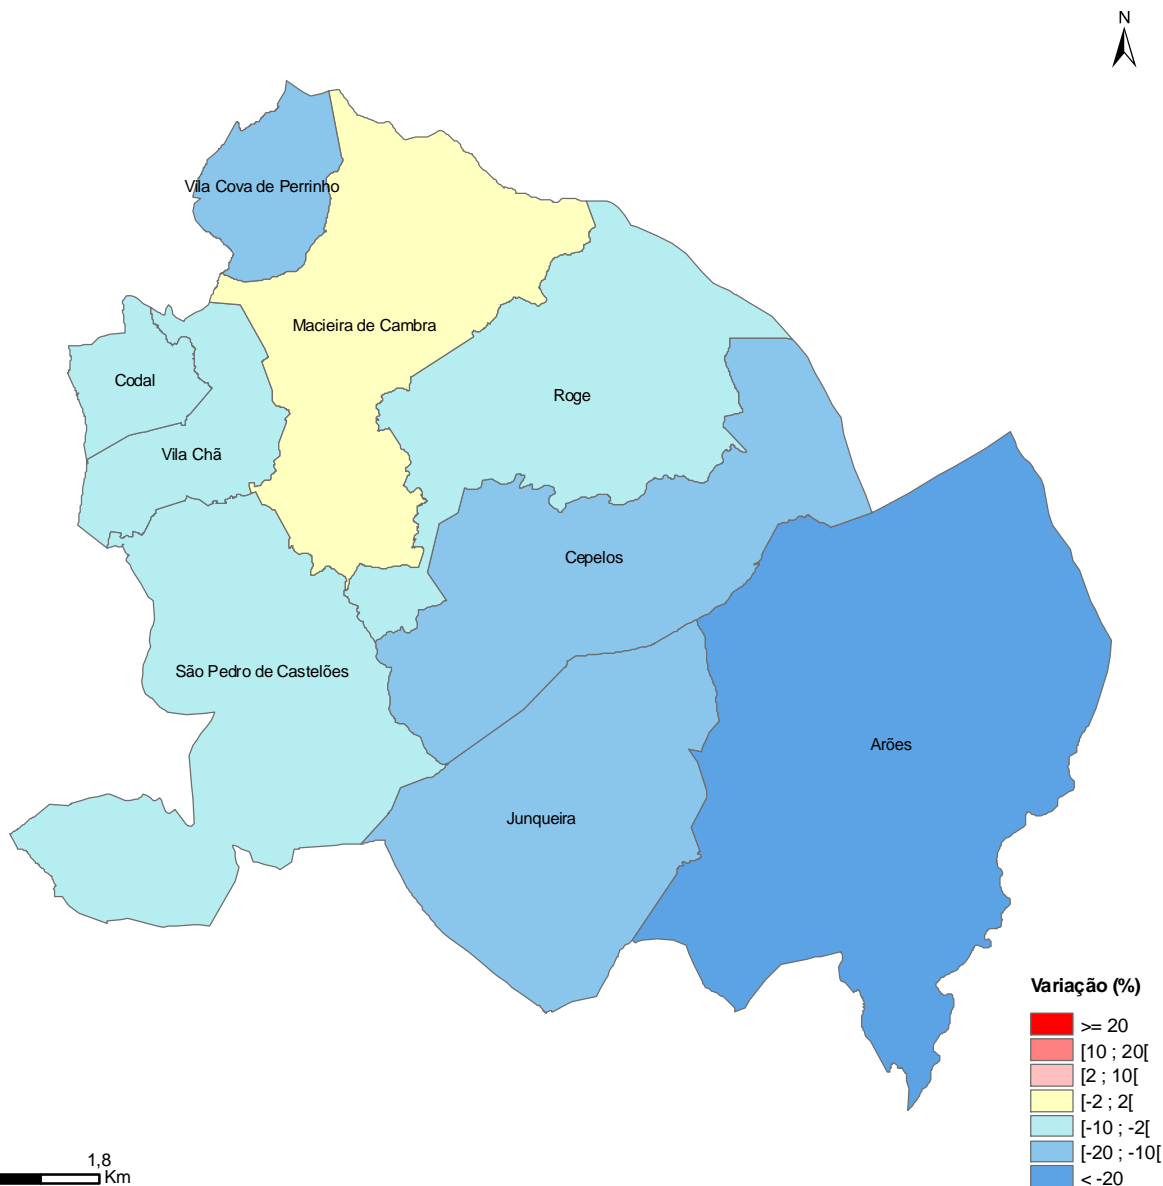 N
Vila Cova de Perrinho
Macieira de Cambra
Codal
Roge
Vila Chã
Cepelos
São Pedro de Castelões
Arões
Junqueira
Variação (%)
>= 20
[10 ; 20[
[2 ; 10[
[-2 ; 2[
[-10 ; -2[
[-20 ; -10[
< -20
1,8
Km